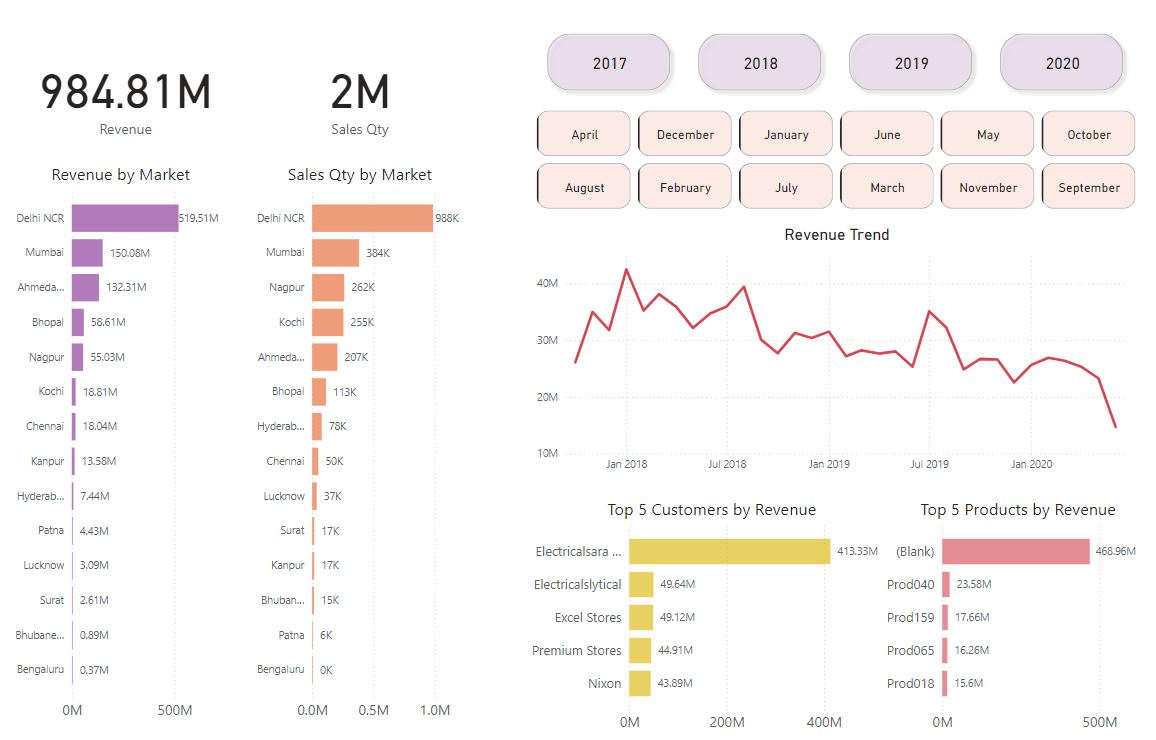 984.81M
Revenue
2M
Sales Qty
Revenue by Market
Delhi NCR 519.51M
Mumbai 150.08M
Ahmeda... 132.31M
Bhopal 58.61M
Nagpur 55.03M
Kochi 18.81M
Chennai 18.04M
Kanpur 13.58M
Hyderab... 7.44M
Patna 4.43M
Lucknow 3.09M
Surat 2.61M
Bhubane... 0.89M
Bengaluru 0.37M
0M 500M
Sales Qty by Market
Delhi NCR 988K
Mumbai 384K
Nagpur 262K
Kochi 255K
Ahmeda... 207K
Bhopal 113K
Hyderab... 78K
Chennai 50K
Lucknow 37K
Surat 17K
Kanpur 17K
Bhuban... 15K
Patna 6K
Bengaluru 0K
0.0M 0.5M 1.0M
2017 2018 2019 2020
April December January June May October
August February July March November September
Revenue Trend
40M
30M
20M
10M
Jan 2018 Jul 2018 Jan 2019 Jul 2019 Jan 2020
Top 5 Customers by Revenue
Electricalsara ... 413.33M
Electricalslytical 49.64M
Excel Stores 49.12M
Premium Stores 44.91M
Nixon 43.89M
0M 200M 400M
Top 5 Products by Revenue
(Blank) 468.96M
Prod040 23.58M
Prod159 17.66M
Prod065 16.26M
Prod018 15.6M
0M 500M